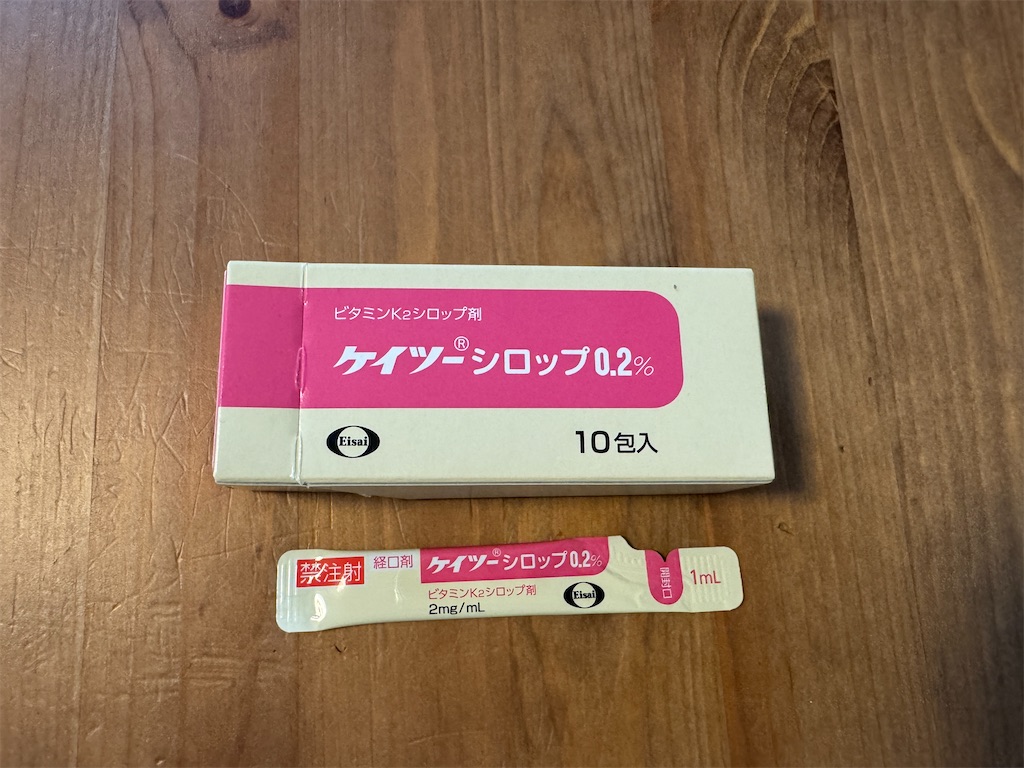 ビタミンK2シロップ剤
ケイツー®シロップ0.2%
Eisai
10包入
禁注射 経口剤 ケイツー®シロップ0.2%
ビタミンK2シロップ剤
2mg/mL
Eisai
開封口
1mL